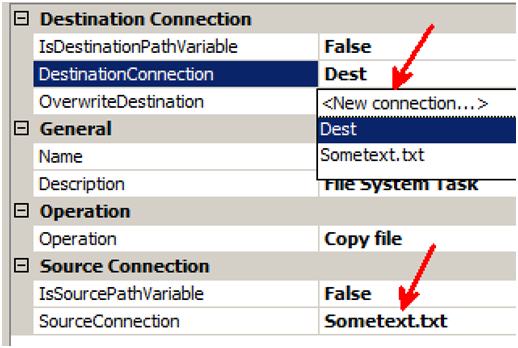 Destination Connection
IsDestinationPathVariable False
DestinationConnection Dest
OverwriteDestination <New connection...>
General Dest
Name Sometext.txt
Description File System Task
Operation
Operation Copy file
Source Connection
IsSourcePathVariable False
SourceConnection Sometext.txt